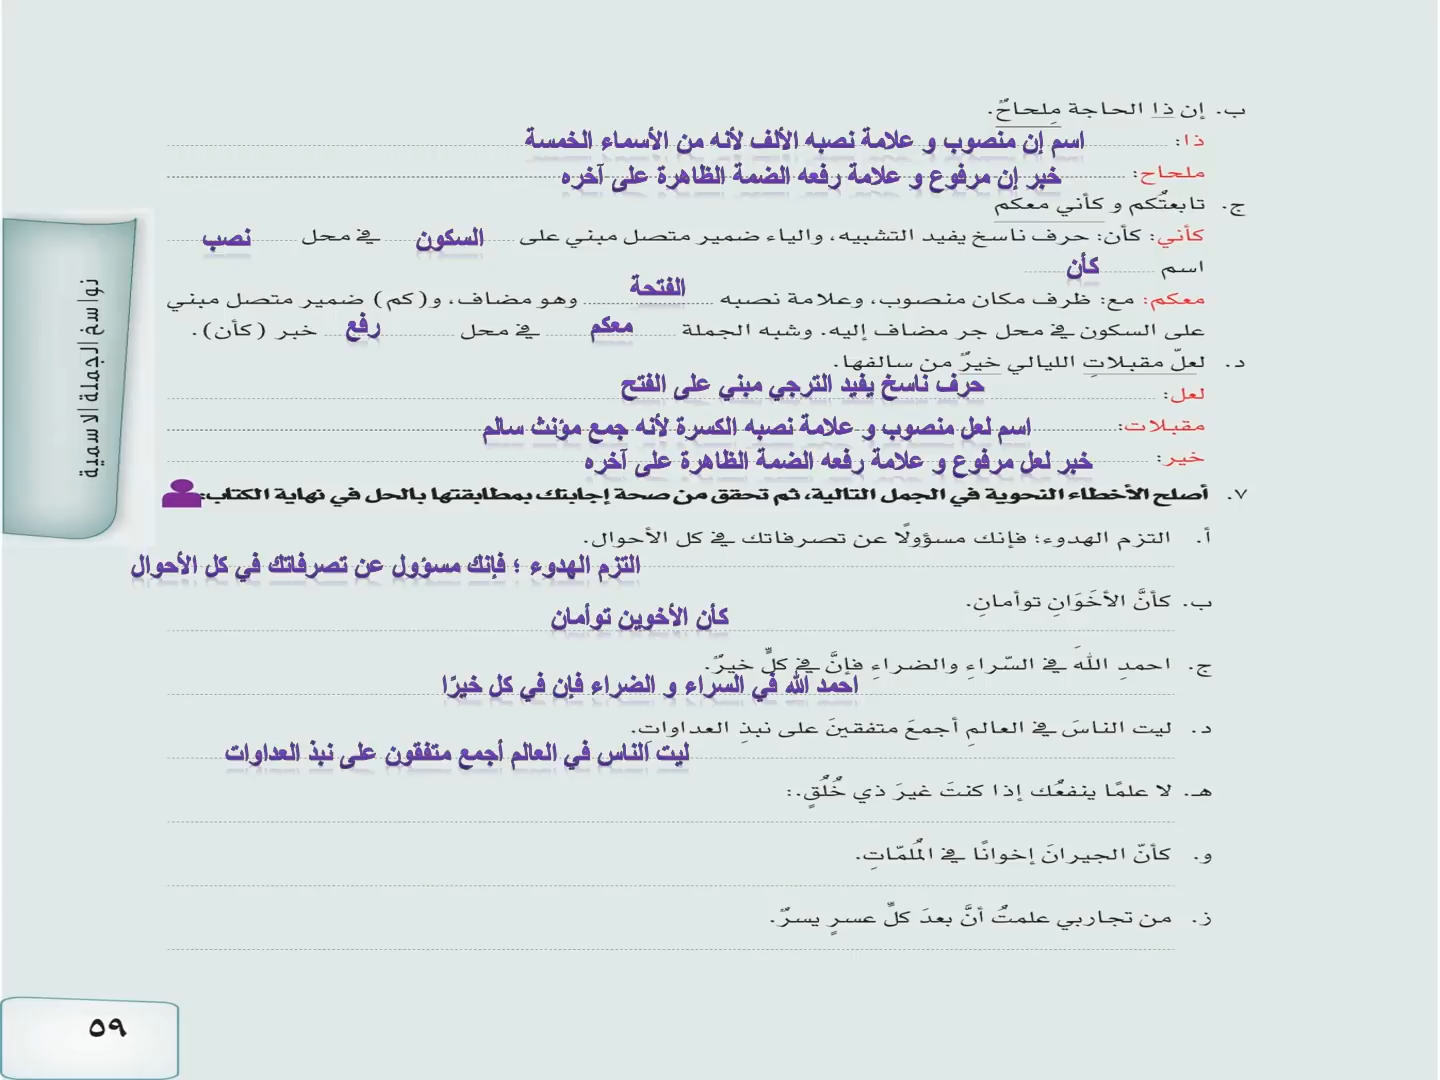 ب. إن ذا الحاجة مِلحاحٌ.
ذا: اسم إن منصوب و علامة نصبه الألف لأنه من الأسماء الخمسة
ملحاح: خبر إن مرفوع و علامة رفعه الضمة الظاهرة على آخره
ج. تابعتُكم و كأني معكم
كأني: كأن: حرف ناسخ يفيد التشبيه، والياء ضمير متصل مبني على السكون في محل نصب
اسم كأن
معكم: مع: ظرف مكان منصوب، وعلامة نصبه الفتحة وهو مضاف، و(كم) ضمير متصل مبني
على السكون في محل جر مضاف إليه. وشبه الجملة معكم في محل رفع خبر (كأن).
د. لعلّ مقبلاتِ الليالي خيرٌ من سالفها.
لعل: حرف ناسخ يفيد الترجي مبني على الفتح
مقبلات: اسم لعل منصوب و علامة نصبه الكسرة لأنه جمع مؤنث سالم
خير: خبر لعل مرفوع و علامة رفعه الضمة الظاهرة على آخره
٧. أصلح الأخطاء النحوية في الجمل التالية، ثم تحقق من صحة إجابتك بمطابقتها بالحل في نهاية الكتاب:
أ. التزم الهدوء؛ فإنك مسؤولًا عن تصرفاتك في كل الأحوال.
التزم الهدوء ؛ فإنك مسؤول عن تصرفاتك في كل الأحوال
ب. كأنَّ الأخَوَانِ توأمانِ.
كأن الأخوين توأمان
ج. احمدِ اللهَ في السّراءِ والضراءِ فإنَّ في كلٍّ خيرٌ.
احمد الله في السراء و الضراء فإن في كل خيرًا
د. ليت الناسَ في العالمِ أجمعَ متفقينَ على نبذِ العداواتِ.
ليت الناس في العالم أجمع متفقون على نبذ العداوات
هـ. لا علمًا ينفعُك إذا كنتَ غيرَ ذي خُلُقٍ.:
و. كأنّ الجيرانَ إخوانًا في المُلمّاتِ.
ز. من تجاربي علمتُ أنَّ بعدَ كلِّ عسرٍ يسرٌ.
نواسخ الجملة الاسمية
٥٩